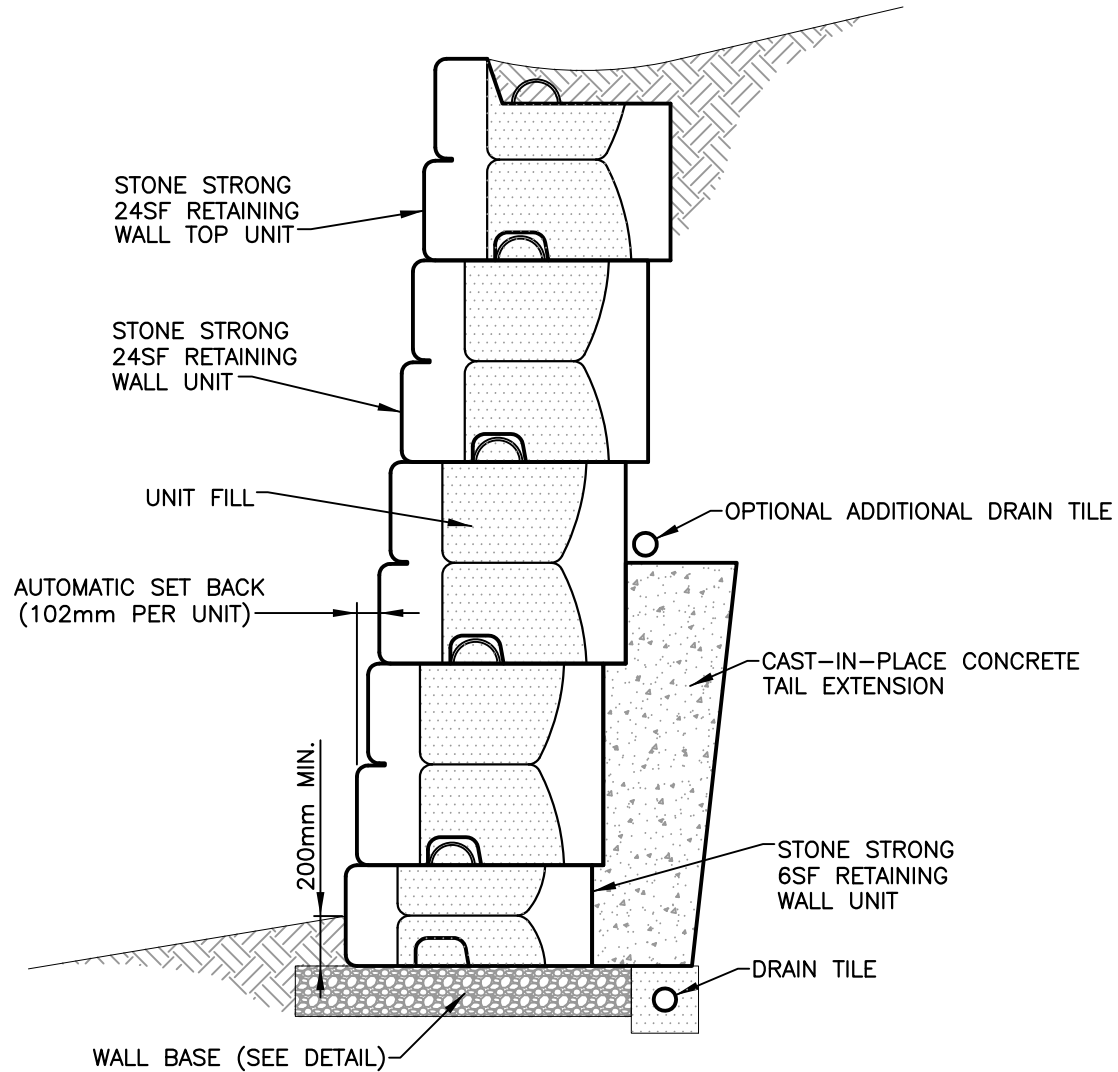 STONE STRONG
24SF RETAINING
WALL TOP UNIT
STONE STRONG
24SF RETAINING
WALL UNIT
UNIT FILL
OPTIONAL ADDITIONAL DRAIN TILE
AUTOMATIC SET BACK
(102mm PER UNIT)
CAST-IN-PLACE CONCRETE
TAIL EXTENSION
200mm MIN.
STONE STRONG
6SF RETAINING
WALL UNIT
DRAIN TILE
WALL BASE (SEE DETAIL)